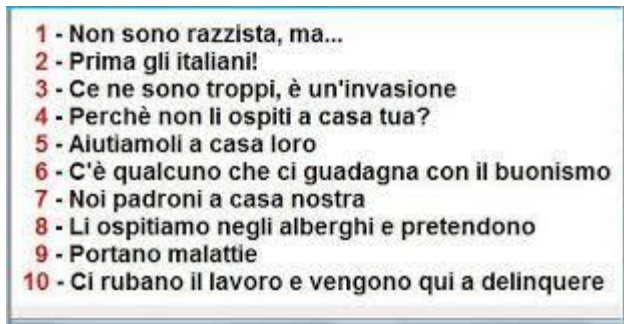 1 - Non sono razzista, ma...
2 - Prima gli italiani!
3 - Ce ne sono troppi, è un'invasione
4 - Perchè non li ospiti a casa tua?
5 - Aiutiamoli a casa loro
6 - C'è qualcuno che ci guadagna con il buonismo
7 - Noi padroni a casa nostra
8 - Li ospitiamo negli alberghi e pretendono
9 - Portano malattie
10 - Ci rubano il lavoro e vengono qui a delinquere